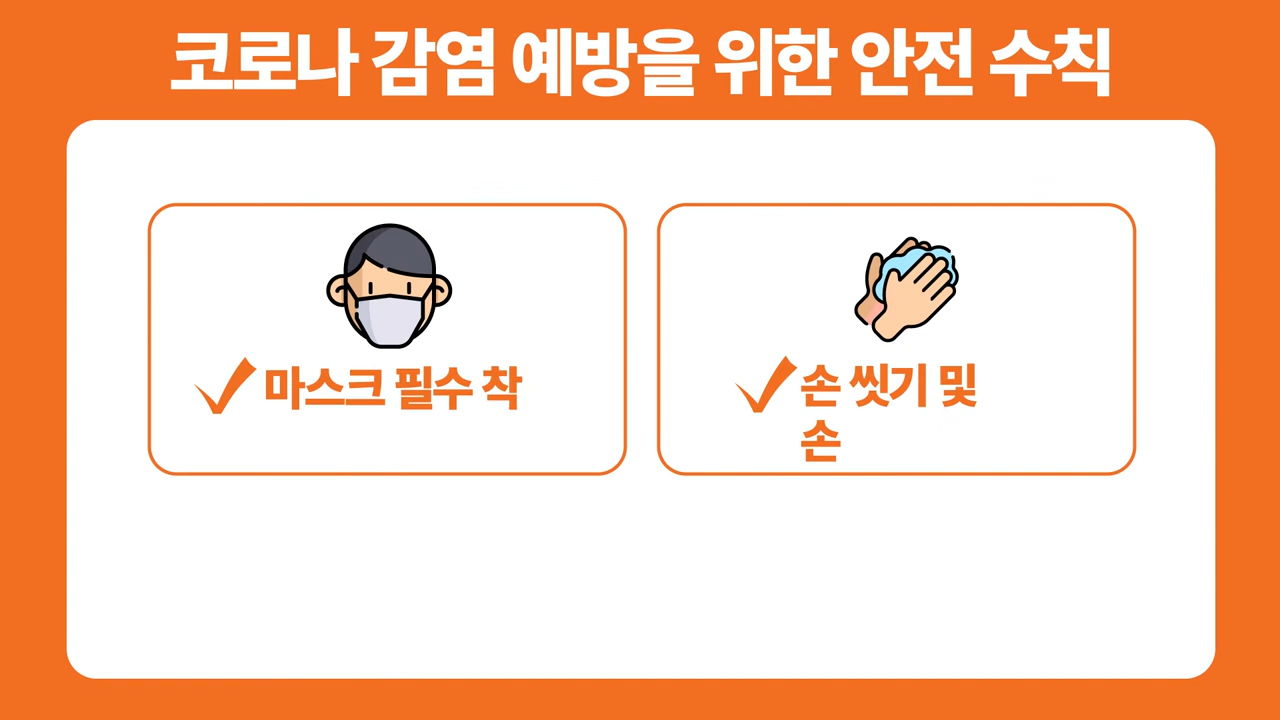 코로나 감염 예방을 위한 안전 수칙
마스크 필수 착
손 씻기 및
손